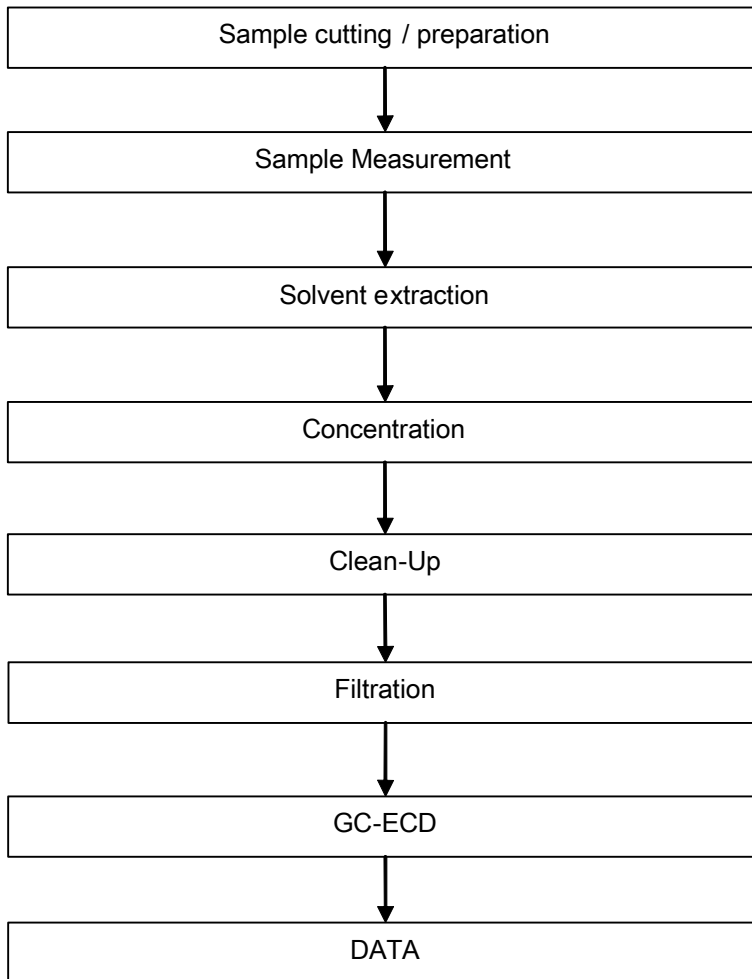 Sample cutting / preparation
Sample Measurement
Solvent extraction
Concentration
Clean-Up
Filtration
GC-ECD
DATA